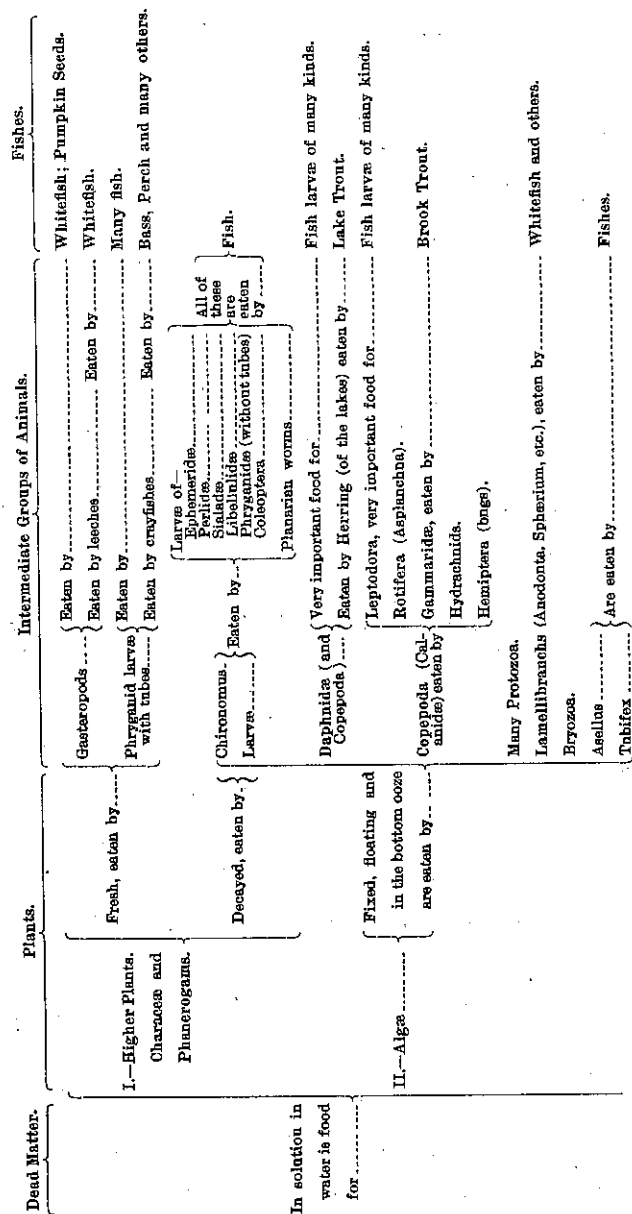 Dead Matter.
Plants.
Intermediate Groups of Animals.
Fishes.
In solution in
water is food
for
I.—Higher Plants.
Characeæ and
Phanerogams.
Fresh, eaten by
Gasteropods
Eaten by
Whitefish; Pumpkin Seeds.
Eaten by leeches
Eaten by
Whitefish.
Phryganid larvæ
with tubes
Eaten by
Many fish.
Eaten by crayfishes
Eaten by
Bass, Perch and many others.
Decayed, eaten by
Chironomus
Larvæ
Eaten by
Larvæ of—
Ephemeridæ
Perlidæ
Sialadæ
Libellulidæ
Phryganidæ (without tubes)
Coleoptera
Planarian worms
All of
these
are
eaten
by
Fish.
II.—Algæ
Fixed, floating and
in the bottom ooze
are eaten by
Daphnidæ (and
Copepoda)
Very important food for
Fish larvæ of many kinds.
Eaten by Herring (of the lakes) eaten by
Lake Trout.
Copepoda (Cal-
anidæ) eaten by
Leptodora, very important food for
Fish larvæ of many kinds.
Rotifera (Asplanchna).
Gammaridæ, eaten by
Brook Trout.
Hydrachnids.
Hemiptera (bugs).
Many Protozoa.
Lamellibranchs (Anodonta, Sphærium, etc.), eaten by
Whitefish and others.
Bryozoa.
Asellus
Tubifex
Are eaten by
Fishes.